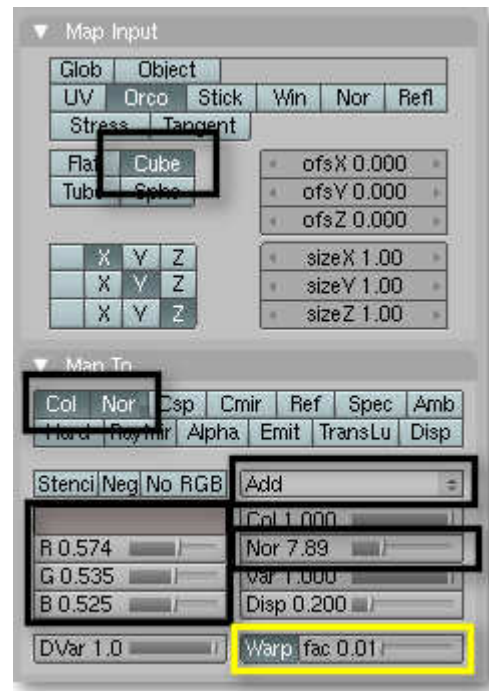 Map Input
Glob Object
UV Orco Stick Win Nor Refl
Stress Tangent
Flat Cube
Tube Sphe
ofsX 0.000
ofsY 0.000
ofsZ 0.000
X Y Z
X Y Z
X Y Z
sizeX 1.00
sizeY 1.00
sizeZ 1.00
Map To
Col Nor Csp Cmir Ref Spec Amb
Hard RayMir Alpha Emit TransLu Disp
Stenci Neg No RGB
Add
R 0.574
G 0.535
B 0.525
Col 1.000
Nor 7.89
Var 1.000
Disp 0.200
DVar 1.0
Warp fac 0.01